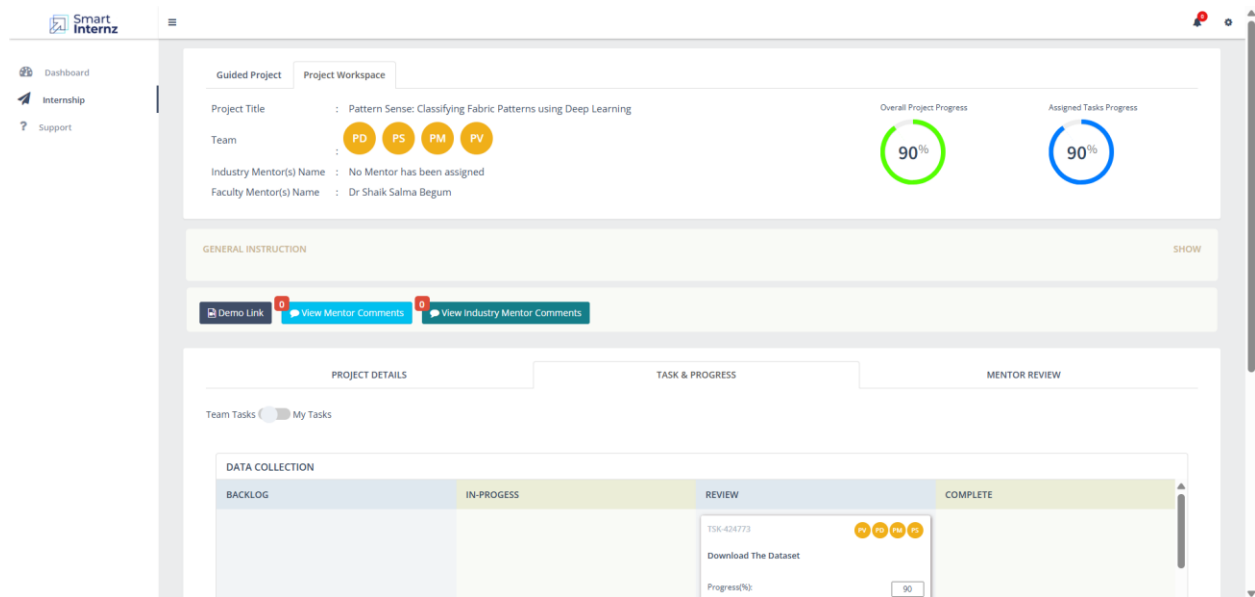 Smart
Internz
0
Dashboard
Internship
Support
Guided Project
Project Workspace
Project Title : Pattern Sense: Classifying Fabric Patterns using Deep Learning
Team : PD PS PM PV
Industry Mentor(s) Name : No Mentor has been assigned
Faculty Mentor(s) Name : Dr Shaik Salma Begum
Overall Project Progress
90%
Assigned Tasks Progress
90%
GENERAL INSTRUCTION
SHOW
Demo Link
0
View Mentor Comments
0
View Industry Mentor Comments
PROJECT DETAILS
TASK & PROGRESS
MENTOR REVIEW
Team Tasks My Tasks
DATA COLLECTION
BACKLOG
IN-PROGESS
REVIEW
COMPLETE
TSK-424773
PV PD PM PS
Download The Dataset
Progress(%): 90